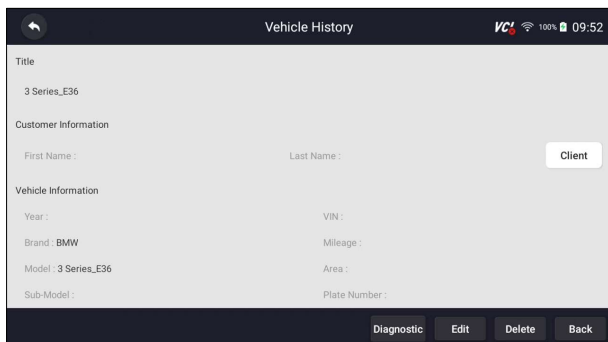 Vehicle History
VCI 100% 09:52
Title
3 Series_E36
Customer Information
First Name :
Last Name :
Client
Vehicle Information
Year :
VIN :
Brand : BMW
Mileage :
Model : 3 Series_E36
Area :
Sub-Model :
Plate Number :
Diagnostic
Edit
Delete
Back